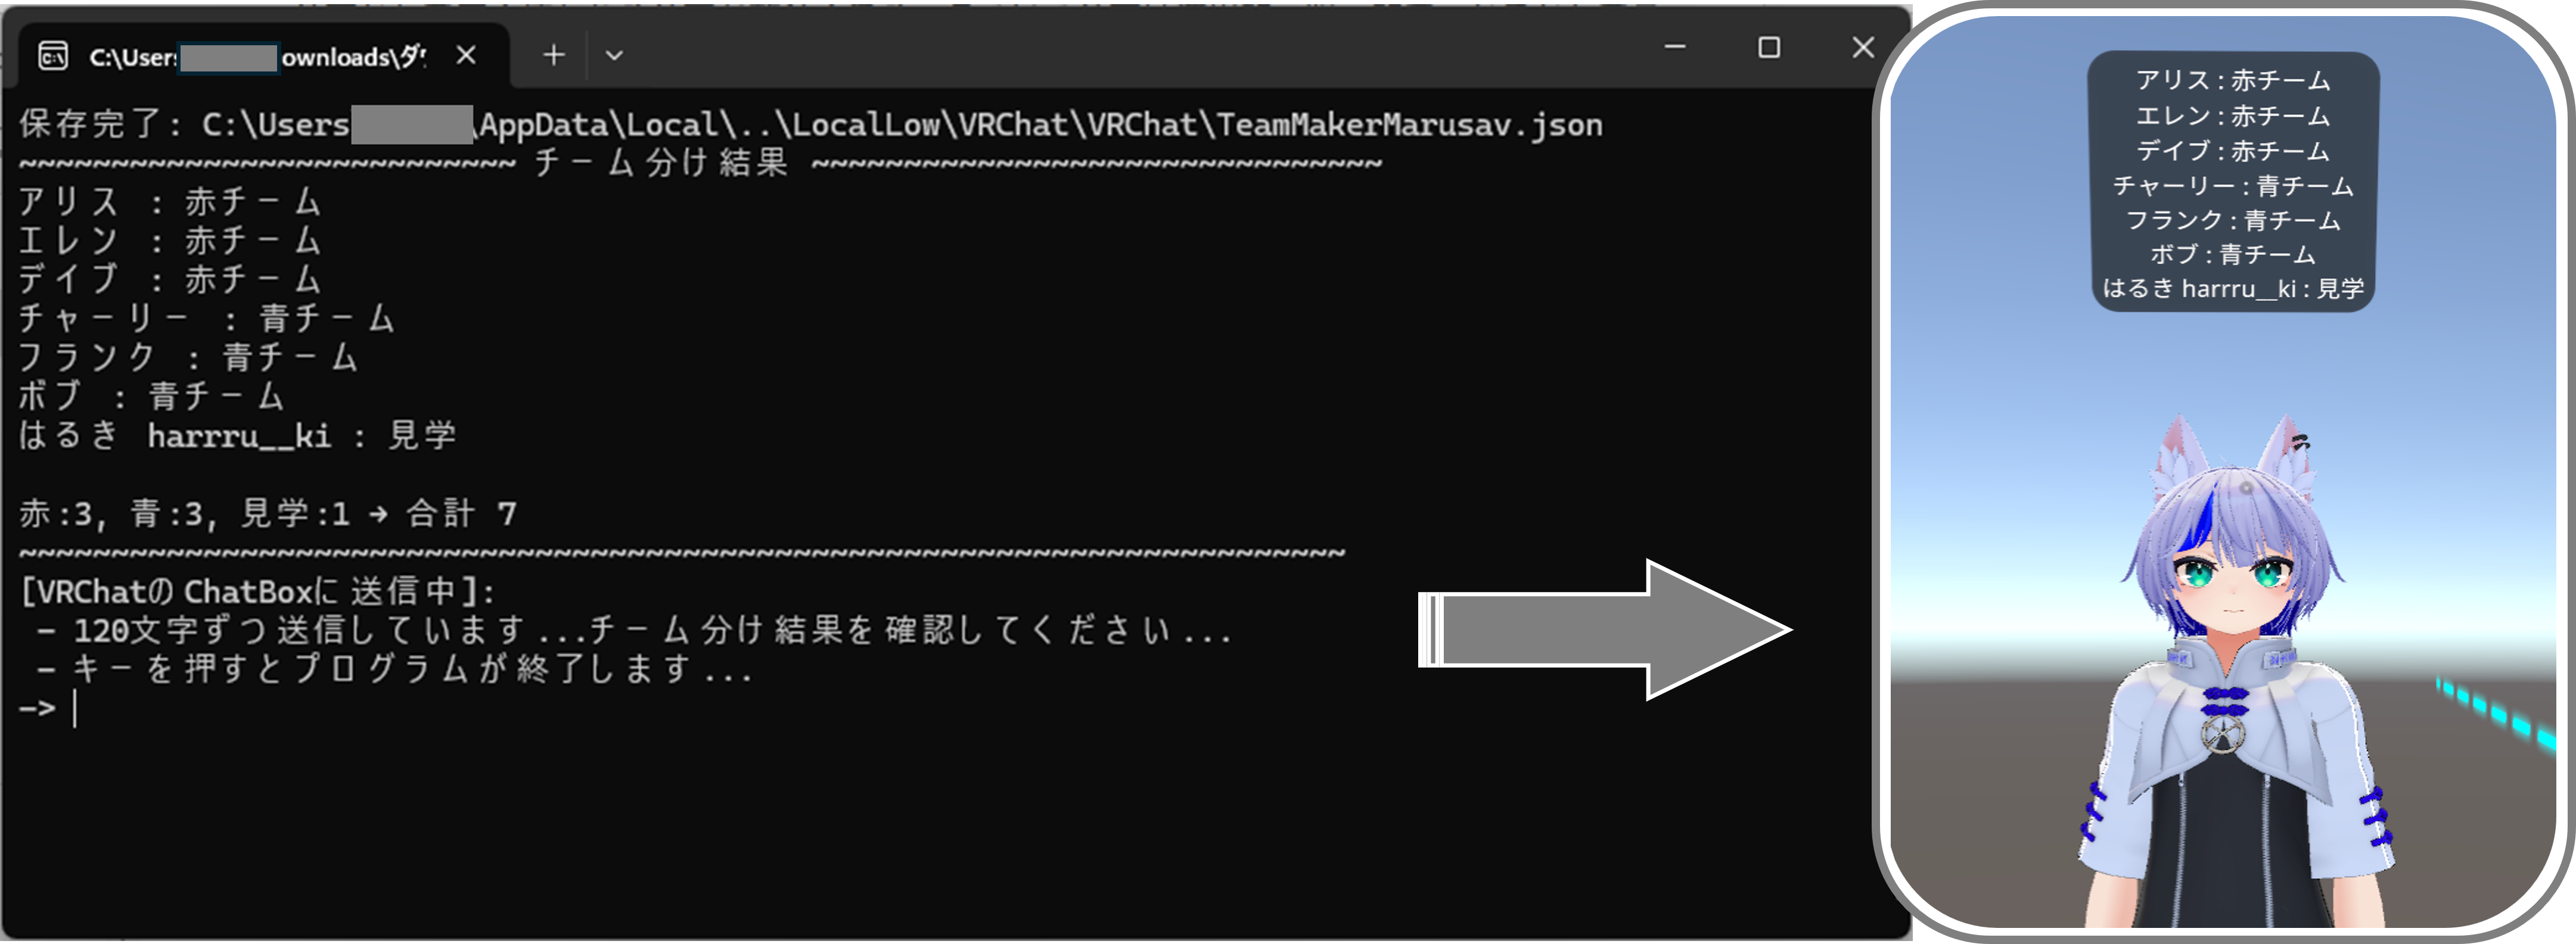 C:\Users ownloads\ダ
保存完了: C:\Users \AppData\Local\..\LocalLow\VRChat\VRChat\TeamMakerMarusav.json
~~~~~~~~~~~~~~~~~~~~~~~~~~~ チーム分け結果 ~~~~~~~~~~~~~~~~~~~~~~~~~~~~~~~
アリス : 赤チーム
エレン : 赤チーム
デイブ : 赤チーム
チャーリー : 青チーム
フランク : 青チーム
ボブ : 青チーム
はるき harrru__ki : 見学
赤:3, 青:3, 見学:1 → 合計 7
~~~~~~~~~~~~~~~~~~~~~~~~~~~~~~~~~~~~~~~~~~~~~~~~~~~~~~~~~~~~~~~~~~~~~~~~
[VRChatの ChatBoxに 送信中]:
- 120文字ずつ送信しています...チーム分け結果を確認してください...
- キーを押すとプログラムが終了します...
->
アリス : 赤チーム
エレン : 赤チーム
デイブ : 赤チーム
チャーリー : 青チーム
フランク : 青チーム
ボブ : 青チーム
はるき harrru__ki : 見学